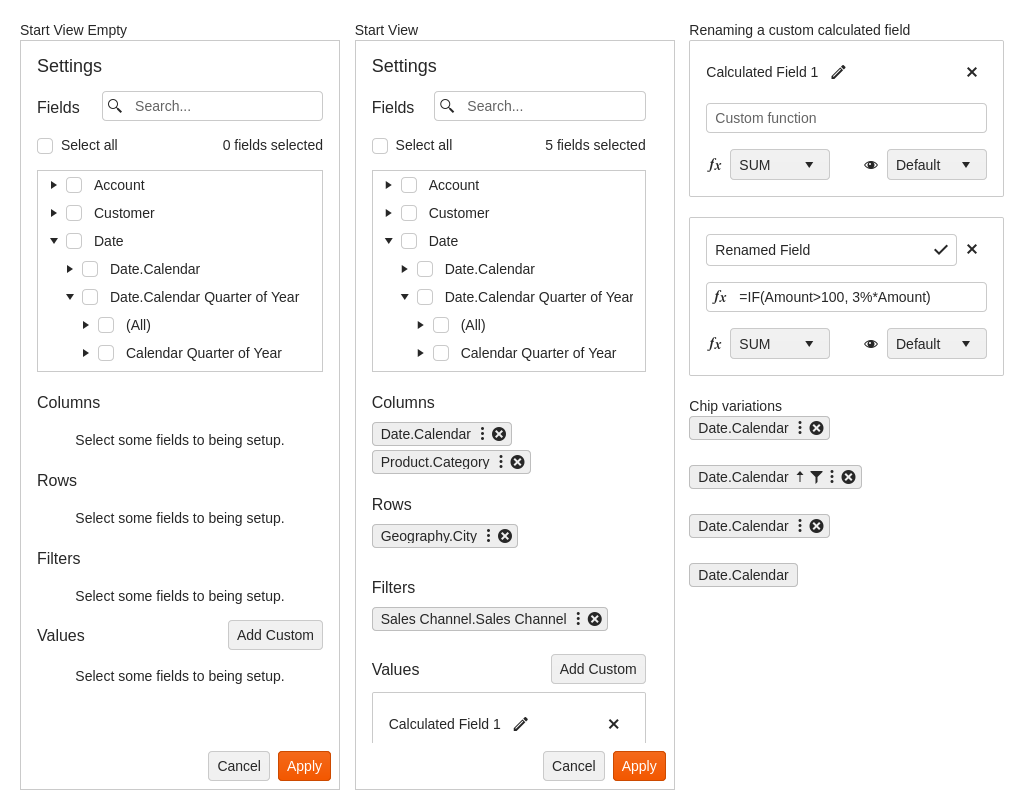 Start View Empty
Settings
Fields
Search...
Select all
0 fields selected
Account
Customer
Date
Date.Calendar
Date.Calendar Quarter of Year
(All)
Calendar Quarter of Year
Columns
Select some fields to being setup.
Rows
Select some fields to being setup.
Filters
Select some fields to being setup.
Values
Add Custom
Select some fields to being setup.
Cancel
Apply
Start View
Settings
Fields
Search...
Select all
5 fields selected
Account
Customer
Date
Date.Calendar
Date.Calendar Quarter of Year
(All)
Calendar Quarter of Year
Columns
Date.Calendar
Product.Category
Rows
Geography.City
Filters
Sales Channel.Sales Channel
Values
Add Custom
Calculated Field 1
Cancel
Apply
Renaming a custom calculated field
Calculated Field 1
Custom function
fx SUM
Default
Renamed Field
fx =IF(Amount>100, 3%*Amount)
fx SUM
Default
Chip variations
Date.Calendar
Date.Calendar
Date.Calendar
Date.Calendar